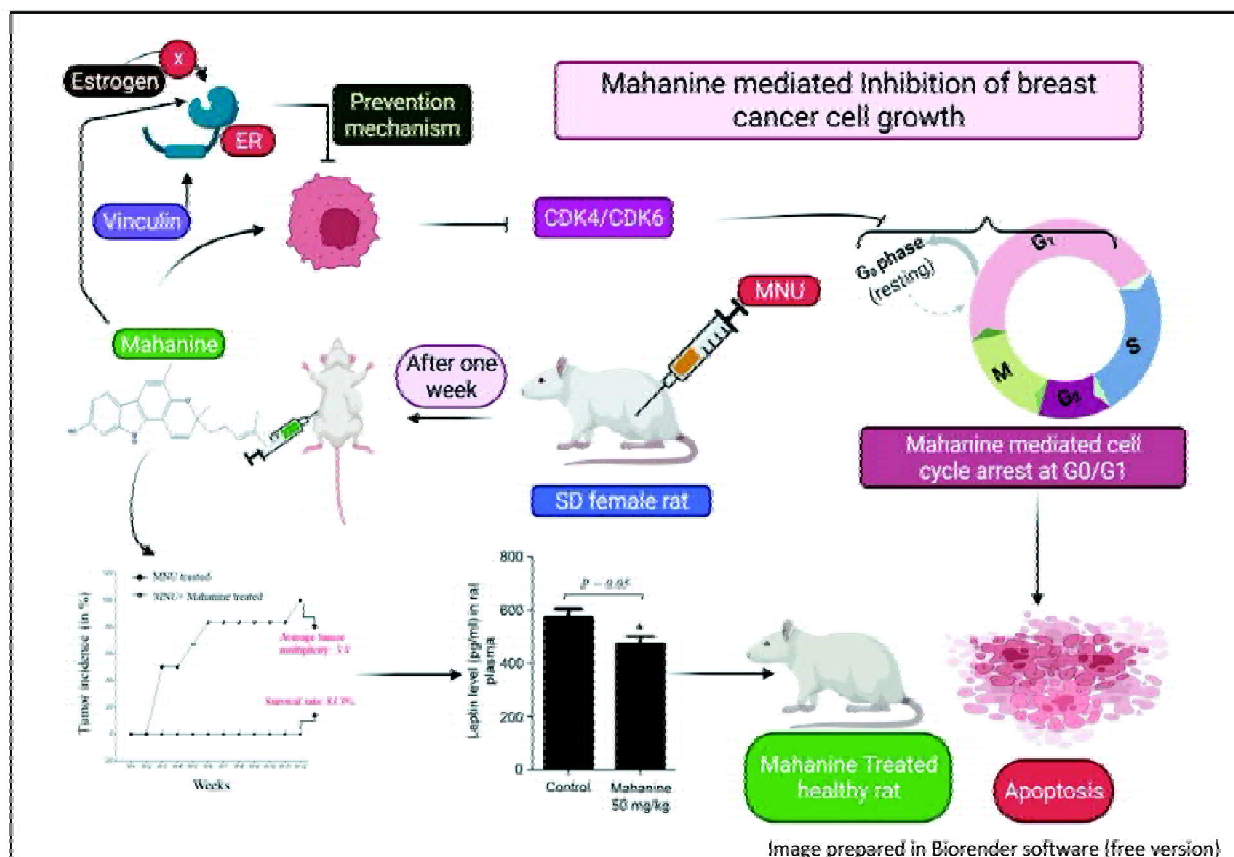 X
Estrogen
ER
Prevention
mechanism
Mahanine mediated Inhibition of breast
cancer cell growth
Vinculin
CDK4/CDK6
G₁
G₀ phase
(resting)
S
M
MNU
Mahanine
After one
week
SD female rat
Mahanine mediated cell
cycle arrest at G0/G1
Tumor incidence (in %)
MNU treated
MNU+ Mahanine treated
Average tumor
multiplicity:
Survival rate:
Weeks
Leptin level (pg/ml) in rat
plasma
800
600
400
200
0
Control
Mahanine
50 mg/kg
*
Mahanine Treated
healthy rat
Apoptosis
Image prepared in Biorender software (free version)